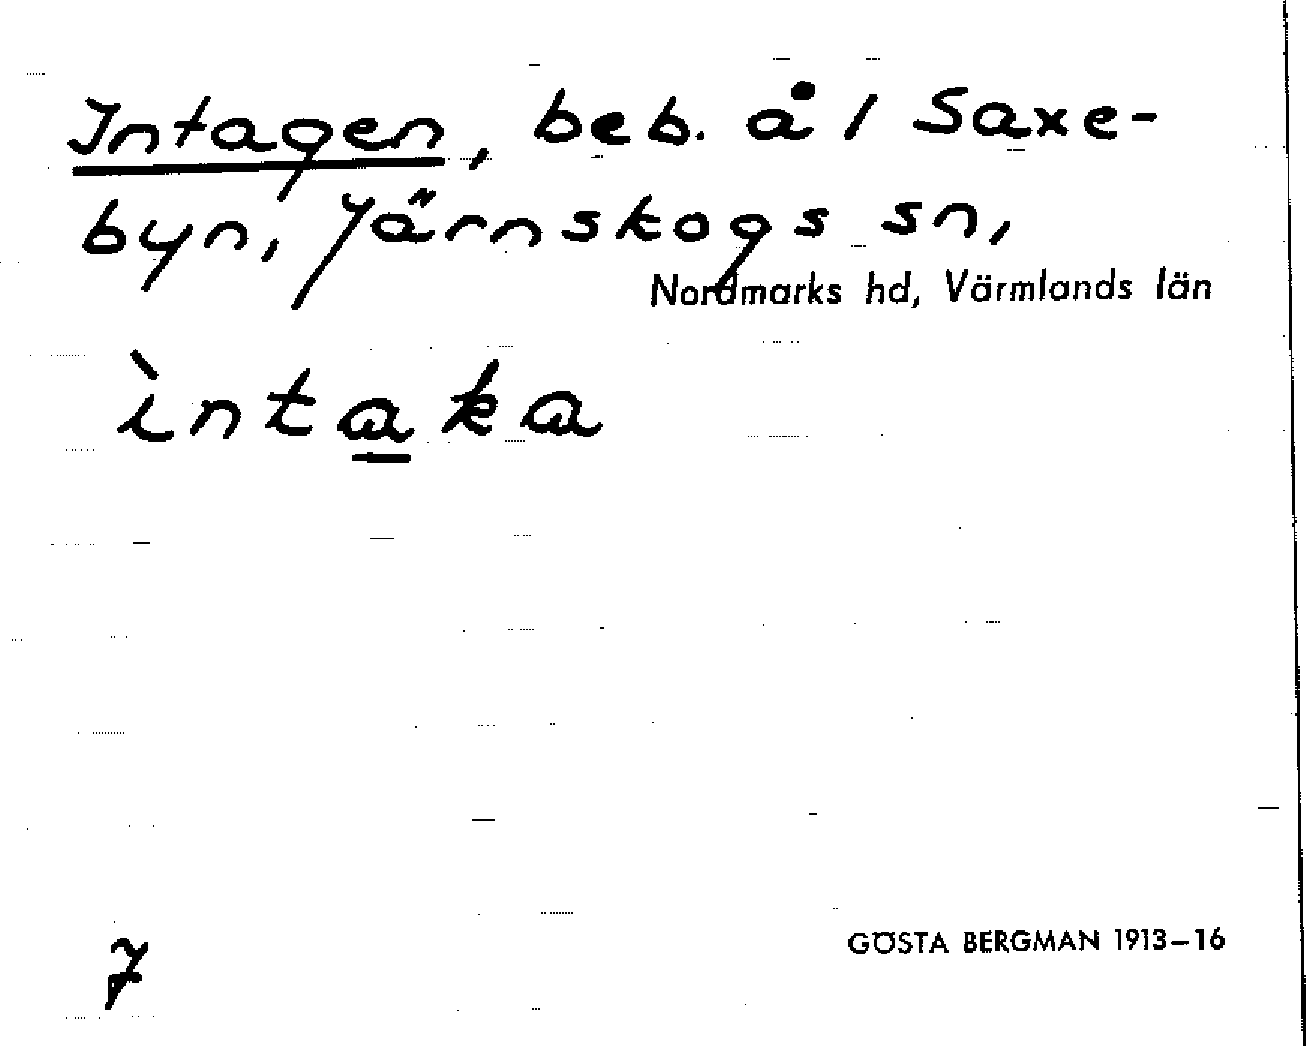 Intagen, beb. å / Saxe-
byn, Järnskogs sn,
Nordmarks hd, Värmlands län
ìntaka
7
GÖSTA BERGMAN 1913–16